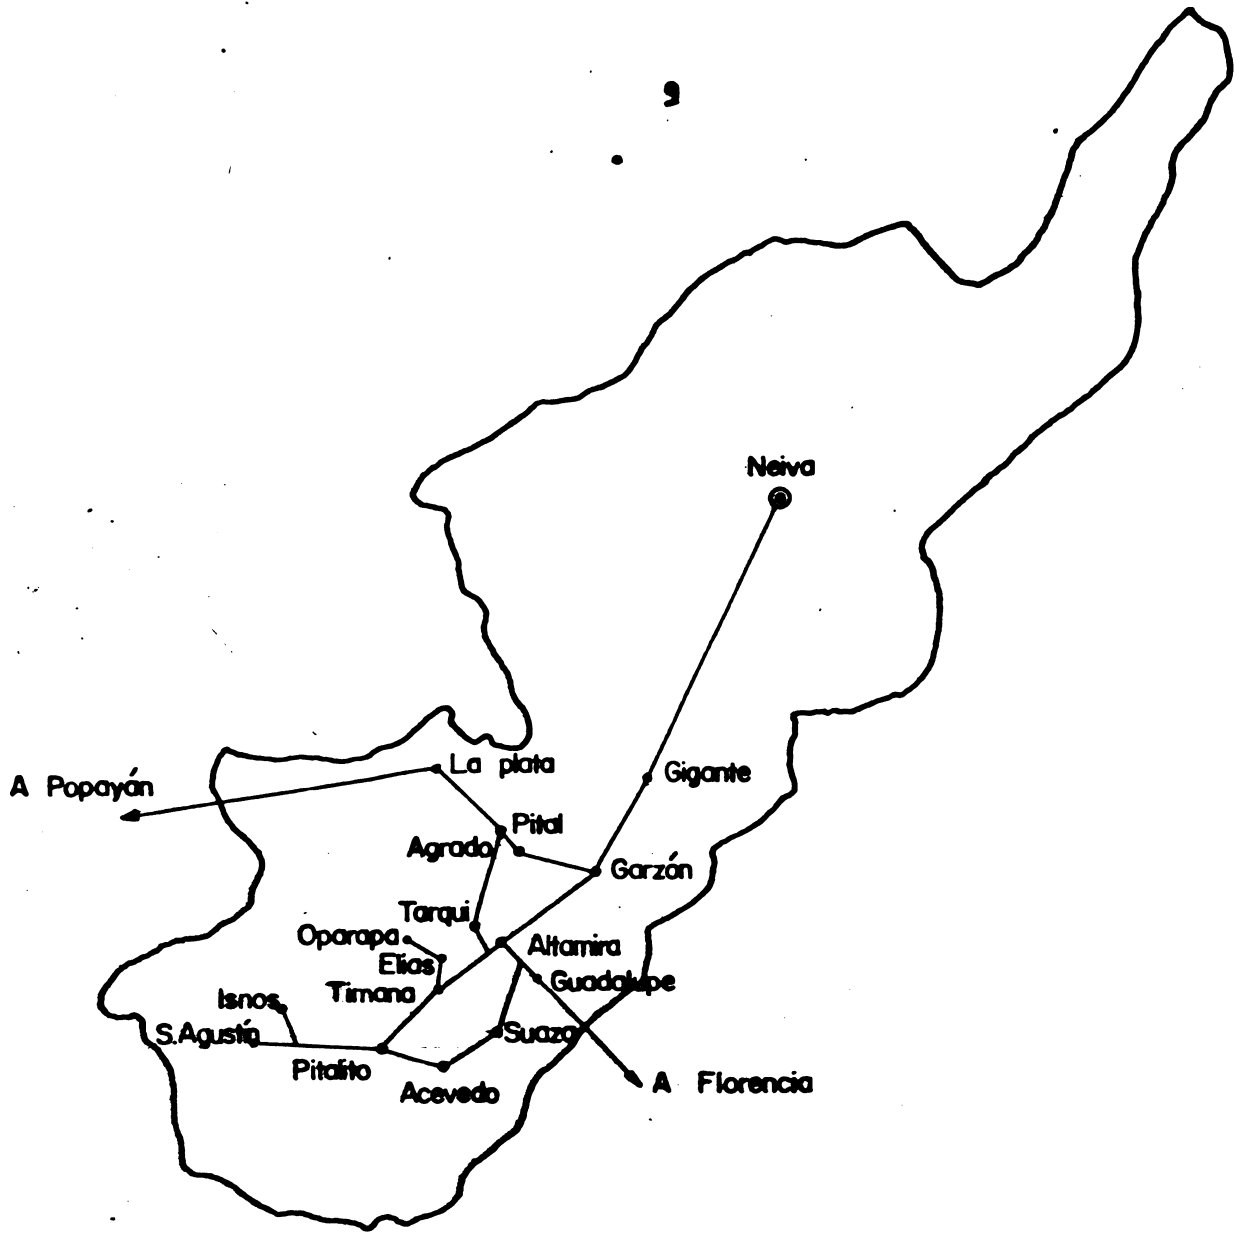 Neiva
La plata
Gigante
A Popayán
Pital
Agrado
Garzón
Tarqui
Oparapa
Altamira
Elias
Guadalupe
Timana
Isnos
S.Agustín
Suaza
Pitalito
A Florencia
Acevedo